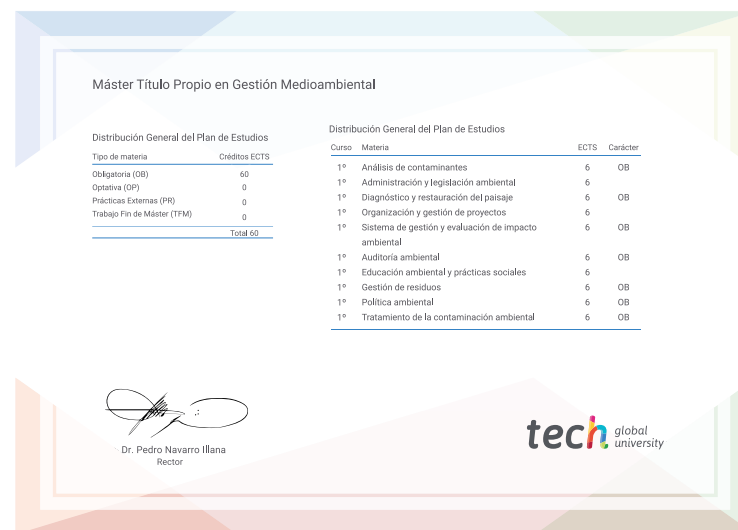 Máster Título Propio en Gestión Medioambiental
Distribución General del Plan de Estudios
Tipo de materia Créditos ECTS
Obligatoria (OB) 60
Optativa (OP) 0
Prácticas Externas (PR) 0
Trabajo Fin de Máster (TFM) 0
Total 60
Distribución General del Plan de Estudios
Curso Materia ECTS Carácter
1º Análisis de contaminantes 6 OB
1º Administración y legislación ambiental 6
1º Diagnóstico y restauración del paisaje 6 OB
1º Organización y gestión de proyectos 6
1º Sistema de gestión y evaluación de impacto 6 OB
ambiental
1º Auditoría ambiental 6 OB
1º Educación ambiental y prácticas sociales 6
1º Gestión de residuos 6 OB
1º Política ambiental 6 OB
1º Tratamiento de la contaminación ambiental 6 OB
Dr. Pedro Navarro Illana
Rector
tech global
university